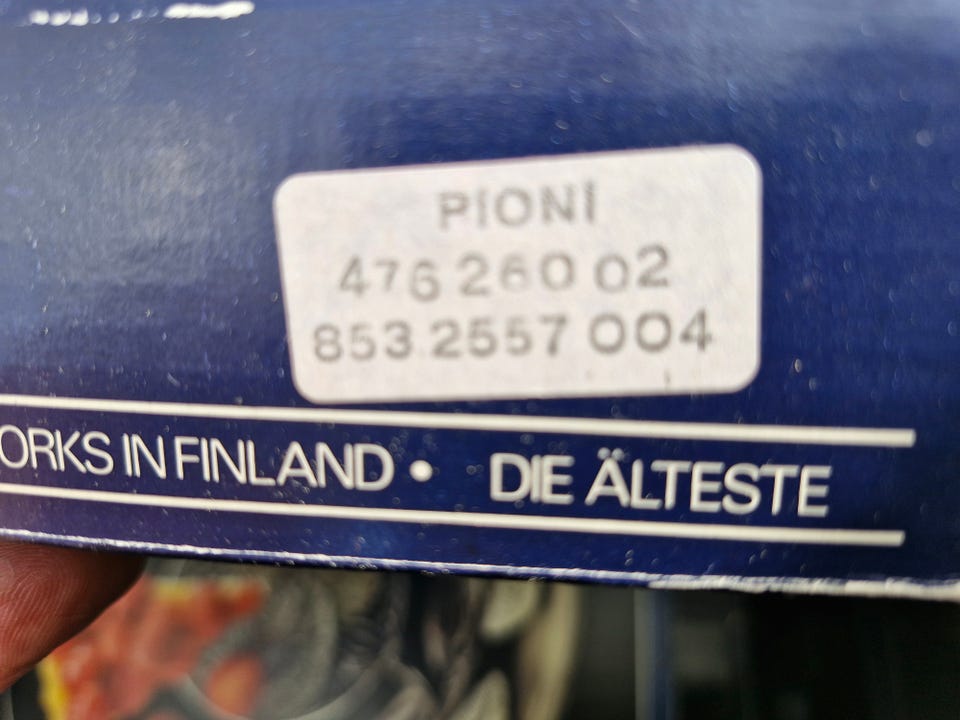 PIONI
476 260 02
853 2557 004
ORKS IN FINLAND • DIE ÄLTESTE